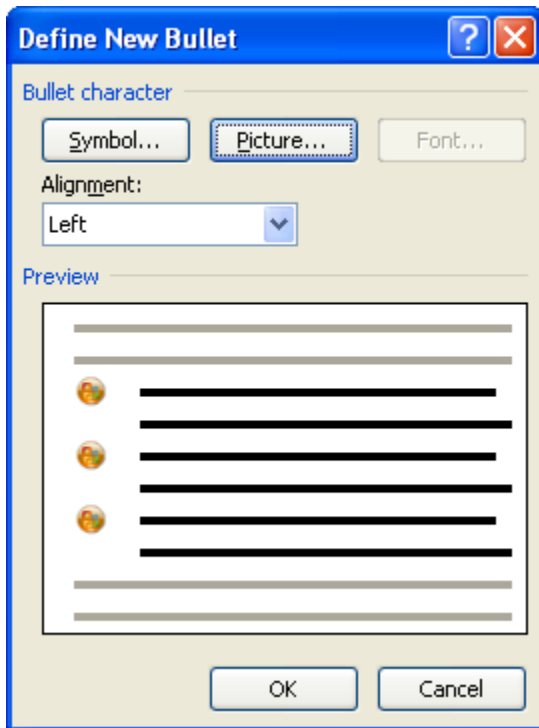 Define New Bullet
Bullet character
Symbol... Picture... Font...
Alignment:
Left
Preview
OK Cancel